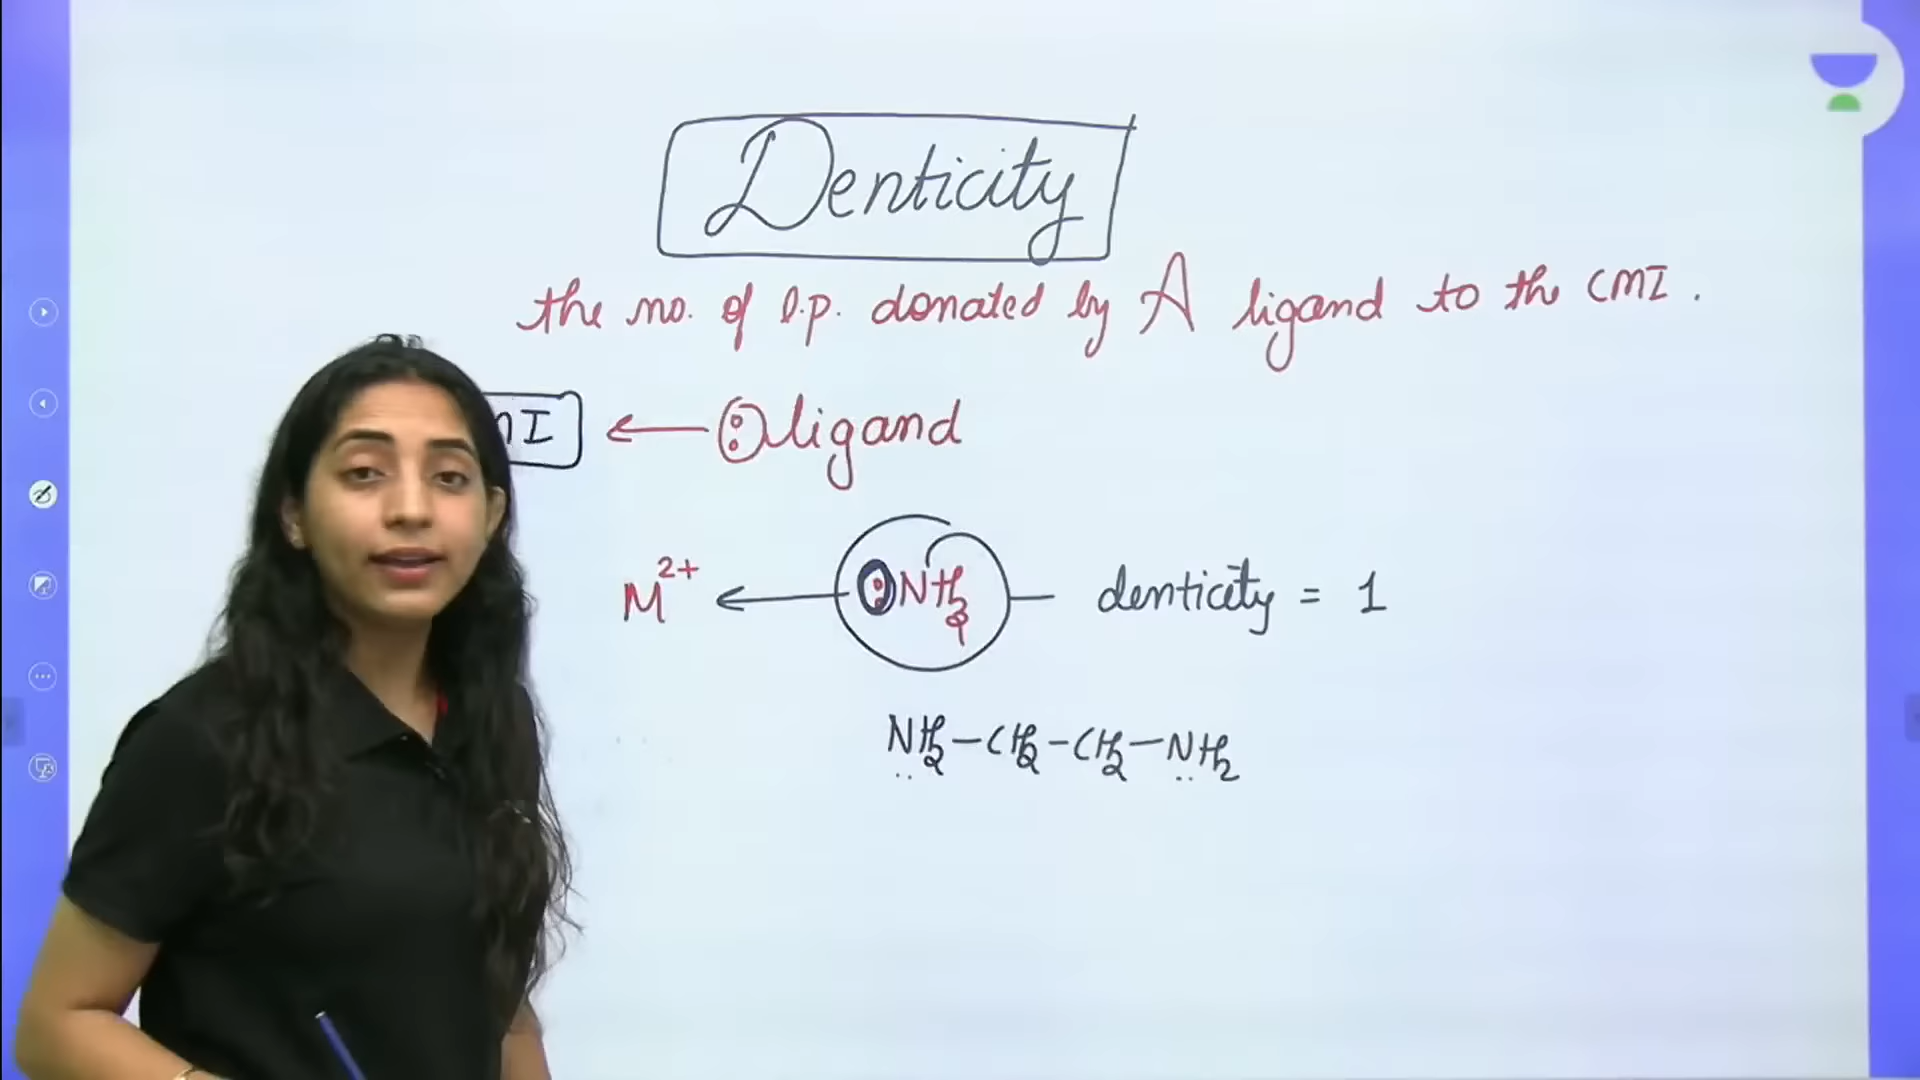 Denticity
the no. of l.p. donated by A ligand to the CMI.
MI ← :ligand
M²⁺ ← :NH₃ — denticity = 1
NH₂-CH₂-CH₂-NH₂